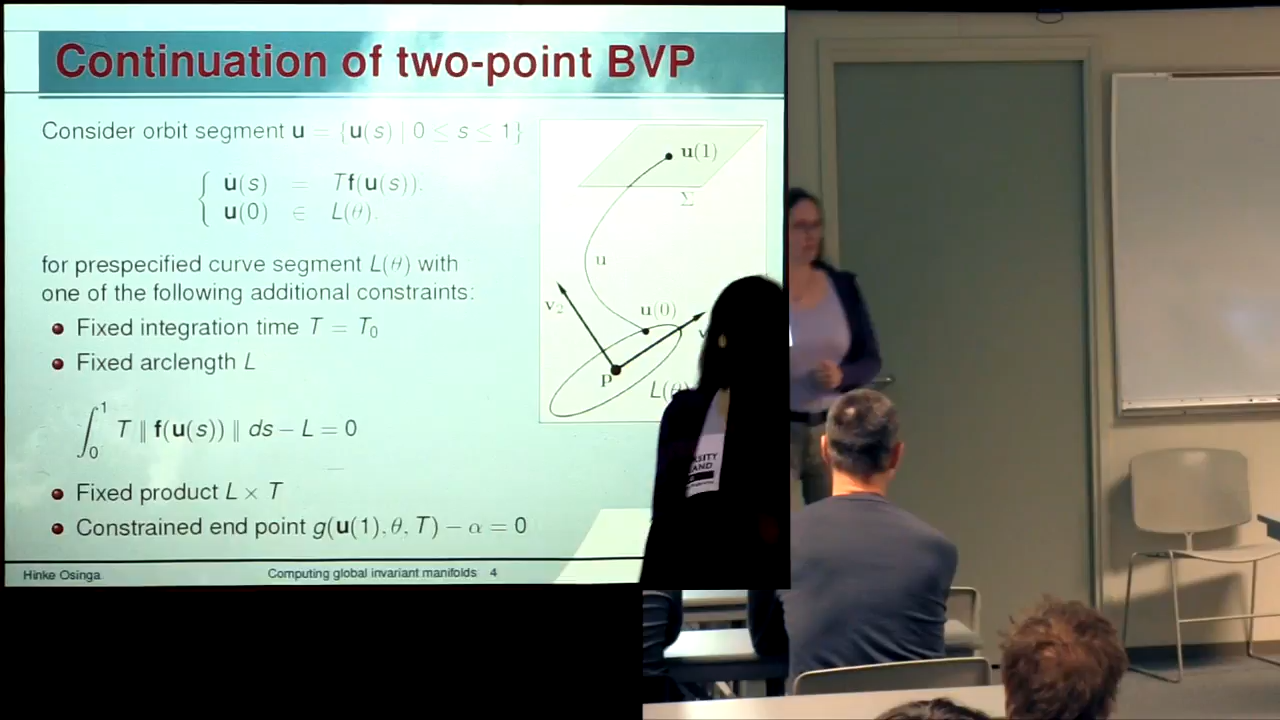 Continuation of two-point BVP
Consider orbit segment u = {u(s) | 0 ≤ s ≤ 1}
u̇(s) = Tf(u(s)).
u(0) ∈ L(θ).
for prespecified curve segment L(θ) with
one of the following additional constraints:
Fixed integration time T = T₀
Fixed arclength L
∫₀¹ T ‖ f(u(s)) ‖ ds − L = 0
Fixed product L × T
Constrained end point g(u(1), θ, T) − α = 0
u(1)
Σ
u
v₂
u(0)
p
L(θ)
Hinke Osinga
Computing global invariant manifolds 4